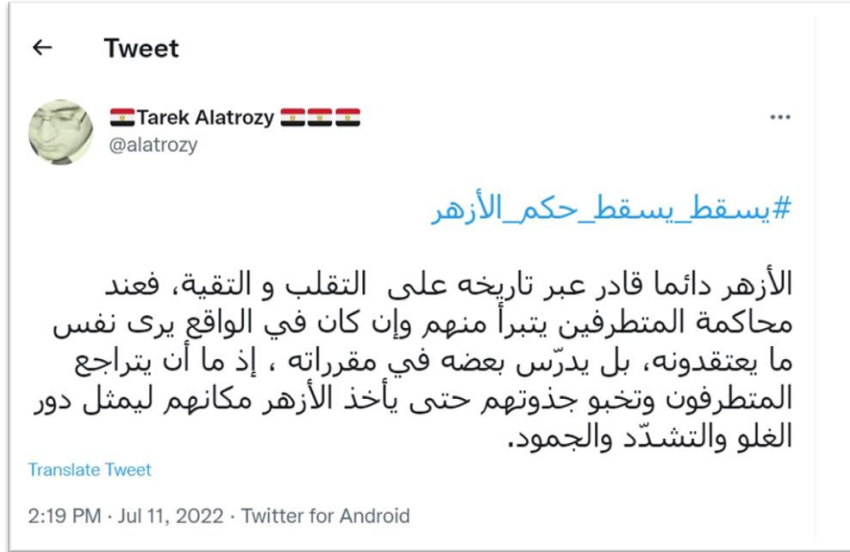 ← Tweet
🇪🇬Tarek Alatrozy 🇪🇬🇪🇬🇪🇬
@alatrozy
#يسقط_يسقط_حكم_الأزهر
الأزهر دائما قادر عبر تاريخه على التقلب و التقية، فعند
محاكمة المتطرفين يتبرأ منهم وإن كان في الواقع يرى نفس
ما يعتقدونه، بل يدرّس بعضه في مقرراته ، إذ ما أن يتراجع
المتطرفون وتخبو جذوتهم حتى يأخذ الأزهر مكانهم ليمثل دور
الغلو والتشدّد والجمود.
Translate Tweet
2:19 PM · Jul 11, 2022 · Twitter for Android